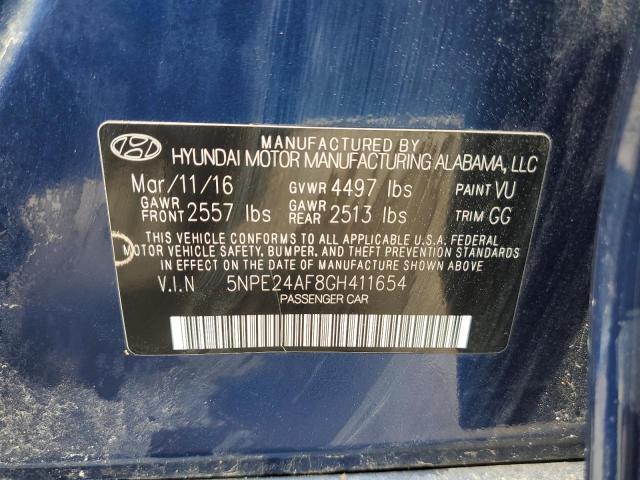 MANUFACTURED BY
HYUNDAI MOTOR MANUFACTURING ALABAMA, LLC
Mar/11/16 GVWR 4497 lbs PAINT VU
GAWR FRONT 2557 lbs GAWR REAR 2513 lbs TRIM GG
THIS VEHICLE CONFORMS TO ALL APPLICABLE U.S.A. FEDERAL
MOTOR VEHICLE SAFETY, BUMPER, AND THEFT PREVENTION STANDARDS
IN EFFECT ON THE DATE OF MANUFACTURE SHOWN ABOVE.
V.I.N 5NPE24AF8GH411654
PASSENGER CAR